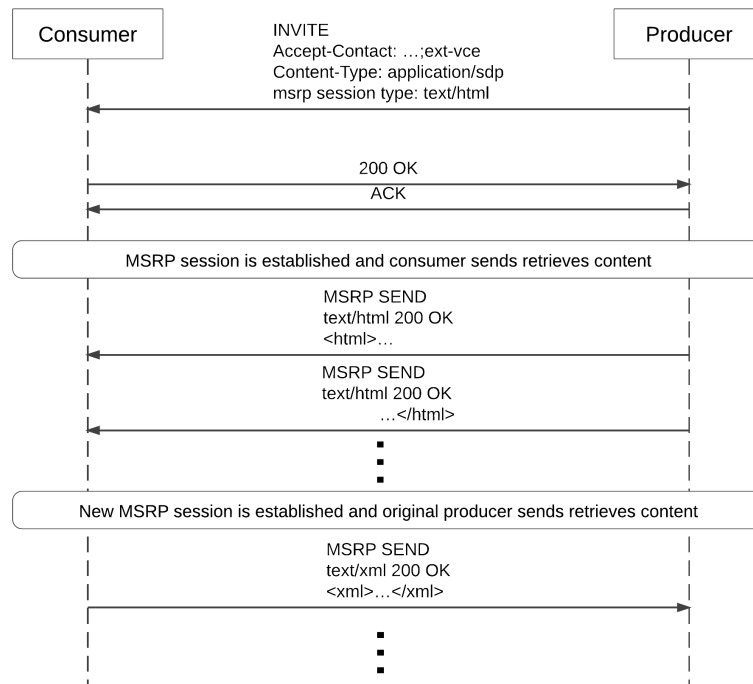 Consumer
Producer
INVITE
Accept-Contact: …;ext-vce
Content-Type: application/sdp
msrp session type: text/html
200 OK
ACK
MSRP session is established and consumer sends retrieves content
MSRP SEND
text/html 200 OK
<html>…
MSRP SEND
text/html 200 OK
…</html>
New MSRP session is established and original producer sends retrieves content
MSRP SEND
text/xml 200 OK
<xml>…</xml>